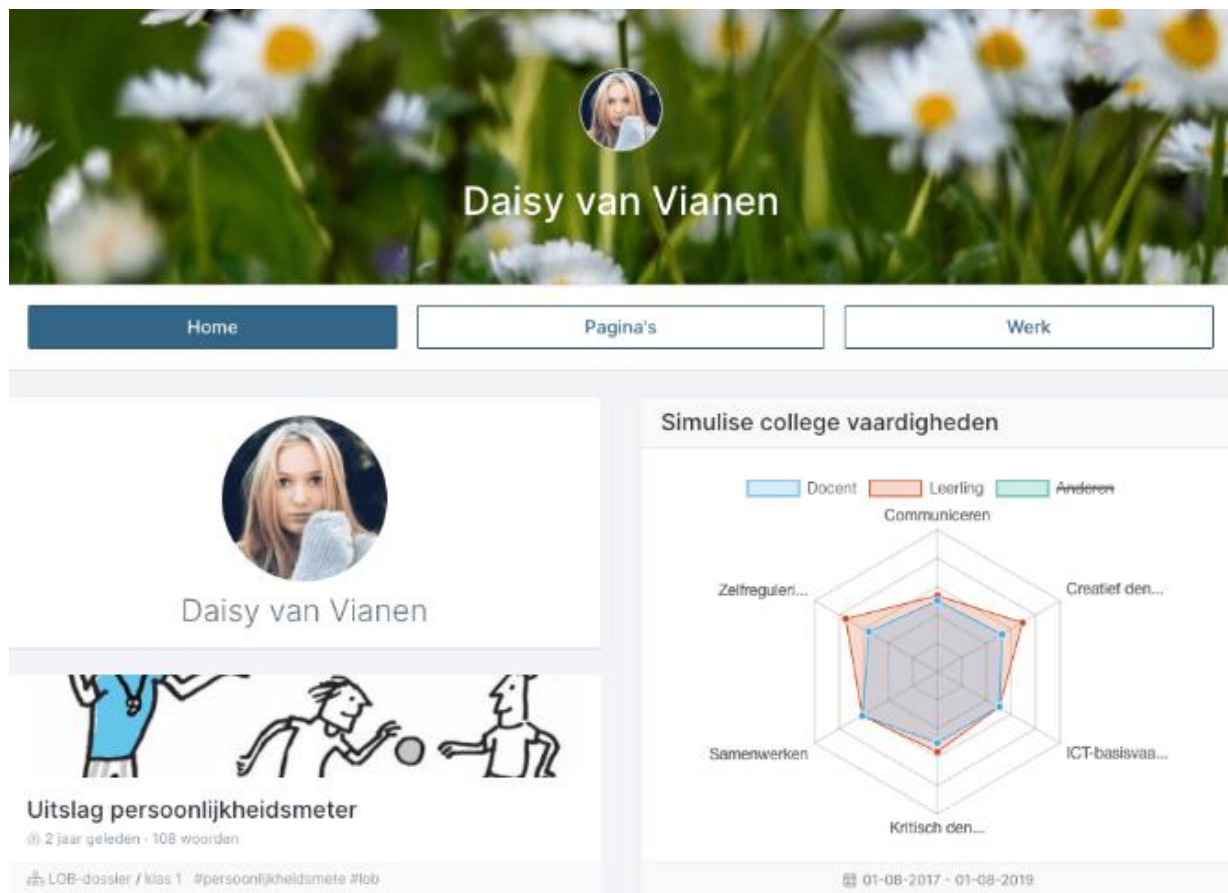 Daisy van Vianen
Home
Pagina's
Werk
Daisy van Vianen
Uitslag persoonlijkheidsmeter
2 jaar geleden - 108 woorden
LOB-dossier / klas 1 #persoonlijkheidsmete #lob
Simulise college vaardigheden
Docent Leerling Anderen
Communiceren
Zelfreguleri...
Creatief den...
Samenwerken
ICT-basisvaa...
Kritisch den...
01-08-2017 - 01-08-2019